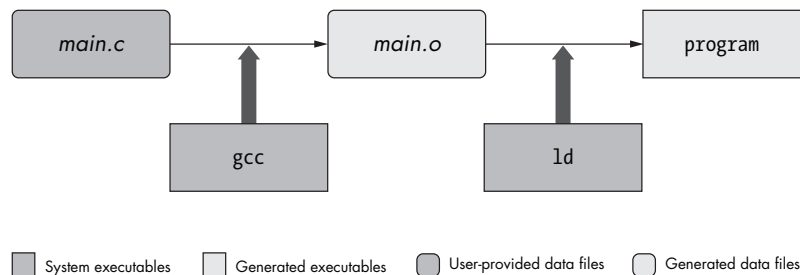 main.c
main.o
program
gcc
ld
System executables
Generated executables
User-provided data files
Generated data files